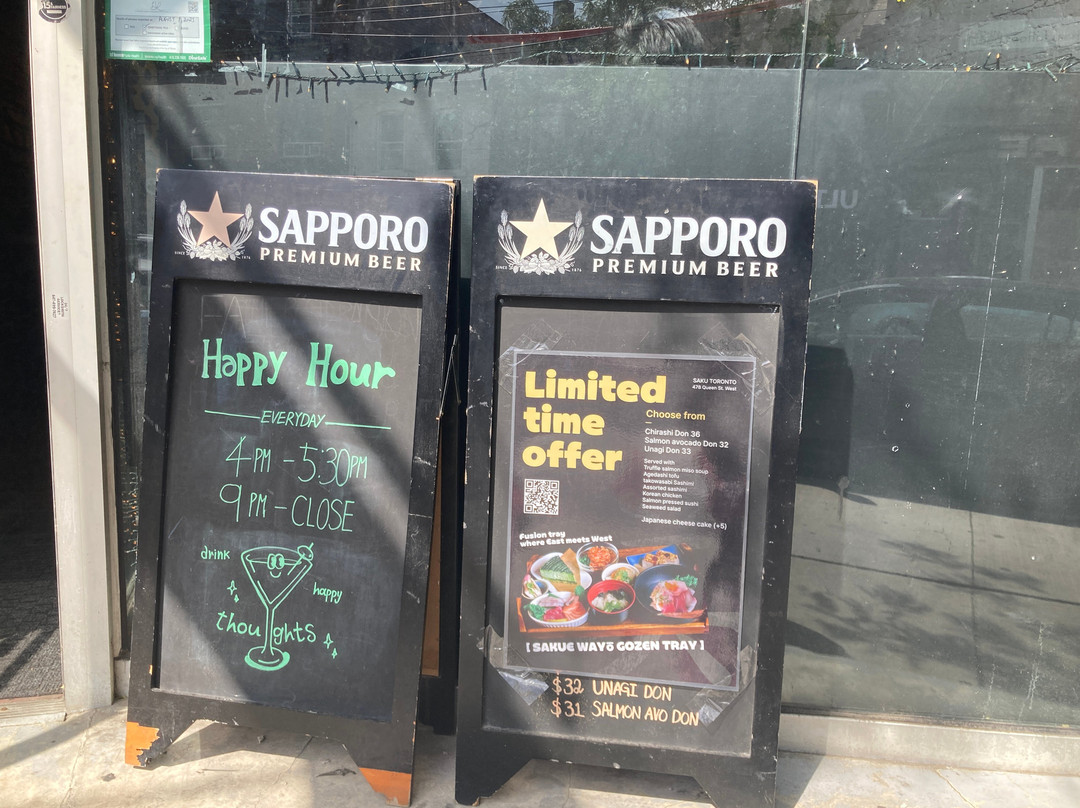 SAPPORO
SINCE 1876
PREMIUM BEER
Happy Hour
EVERYDAY
4PM - 5:30PM
9PM - CLOSE
drink
happy
thoughts
SAPPORO
SINCE 1876
PREMIUM BEER
Limited
time
offer
SAKU TORONTO
478 Queen St. West
Choose from
Chirashi Don 36
Salmon avocado Don 32
Unagi Don 33
Served with
Truffle salmon miso soup
Agedashi tofu
takowasabi Sashimi
Assorted sashimi
Korean chicken
Salmon pressed sushi
Seaweed salad
Japanese cheese cake (+5)
Fusion tray
where East meets West
[ SAKUE WAYō GOZEN TRAY ]
$32 UNAGI DON
$31 SALMON AVO DON